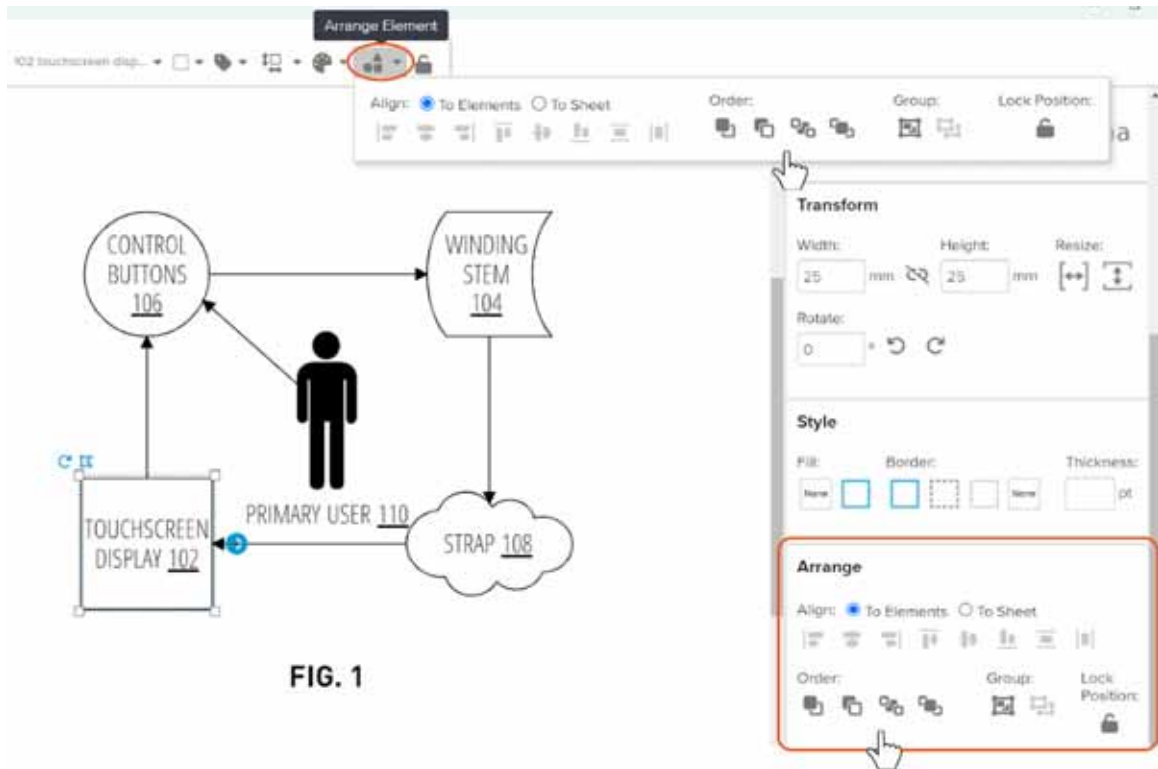 Arrange Element
102 touchscreen disp...
Align: To Elements To Sheet
Order:
Group:
Lock Position:
a
CONTROL
BUTTONS
106
WINDING
STEM
104
PRIMARY USER 110
TOUCHSCREEN
DISPLAY 102
STRAP 108
FIG. 1
Transform
Width:
Height:
Resize:
25 mm
25 mm
Rotate:
0 °
Style
Fill:
Border:
Thickness:
None
None
pt
Arrange
Align: To Elements To Sheet
Order:
Group:
Lock
Position: